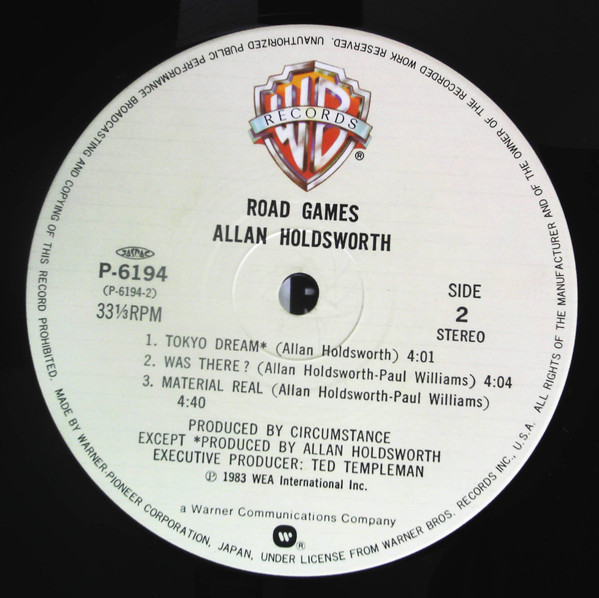 WB
RECORDS
®
ROAD GAMES
ALLAN HOLDSWORTH
JASRAC
P-6194
(P-6194-2)
33⅓RPM
SIDE
2
STEREO
1. TOKYO DREAM* (Allan Holdsworth) 4:01
2. WAS THERE? (Allan Holdsworth-Paul Williams) 4:04
3. MATERIAL REAL (Allan Holdsworth-Paul Williams)
4:40
PRODUCED BY CIRCUMSTANCE
EXCEPT *PRODUCED BY ALLAN HOLDSWORTH
EXECUTIVE PRODUCER: TED TEMPLEMAN
℗ 1983 WEA International Inc.
a Warner Communications Company
®
MADE BY WARNER-PIONEER CORPORATION, JAPAN, UNDER LICENSE FROM WARNER BROS. RECORDS INC., U.S.A. ALL RIGHTS OF THE MANUFACTURER AND OF THE OWNER OF THE RECORDED WORK RESERVED. UNAUTHORIZED PUBLIC PERFORMANCE BROADCASTING AND COPYING OF THIS RECORD PROHIBITED.